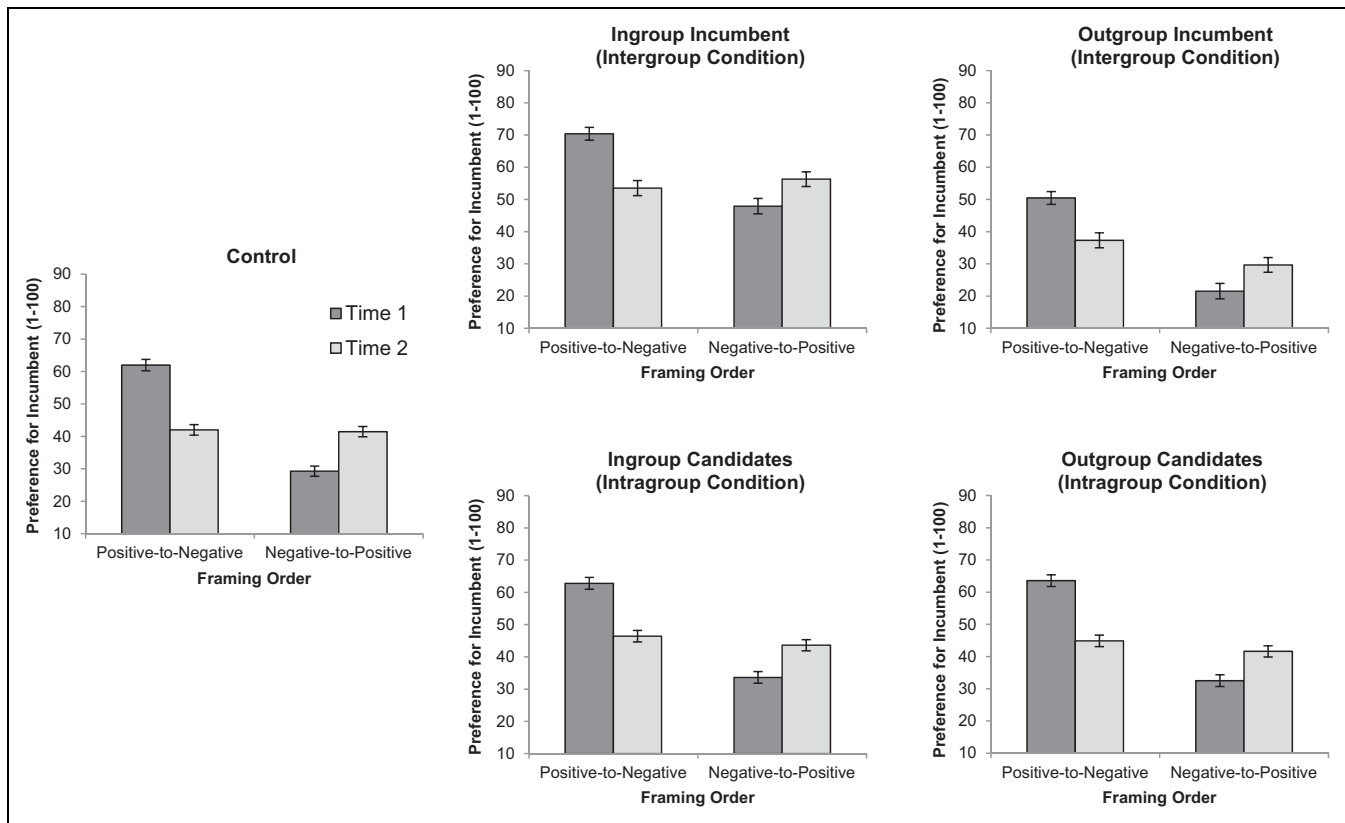 Control
Preference for Incumbent (1-100)
90
80
70
60
50
40
30
20
10
Time 1
Time 2
Positive-to-Negative
Negative-to-Positive
Framing Order
Ingroup Incumbent
(Intergroup Condition)
Preference for Incumbent (1-100)
90
80
70
60
50
40
30
20
10
Positive-to-Negative
Negative-to-Positive
Framing Order
Outgroup Incumbent
(Intergroup Condition)
Preference for Incumbent (1-100)
90
80
70
60
50
40
30
20
10
Positive-to-Negative
Negative-to-Positive
Framing Order
Ingroup Candidates
(Intragroup Condition)
Preference for Incumbent (1-100)
90
80
70
60
50
40
30
20
10
Positive-to-Negative
Negative-to-Positive
Framing Order
Outgroup Candidates
(Intragroup Condition)
Preference for Incumbent (1-100)
90
80
70
60
50
40
30
20
10
Positive-to-Negative
Negative-to-Positive
Framing Order